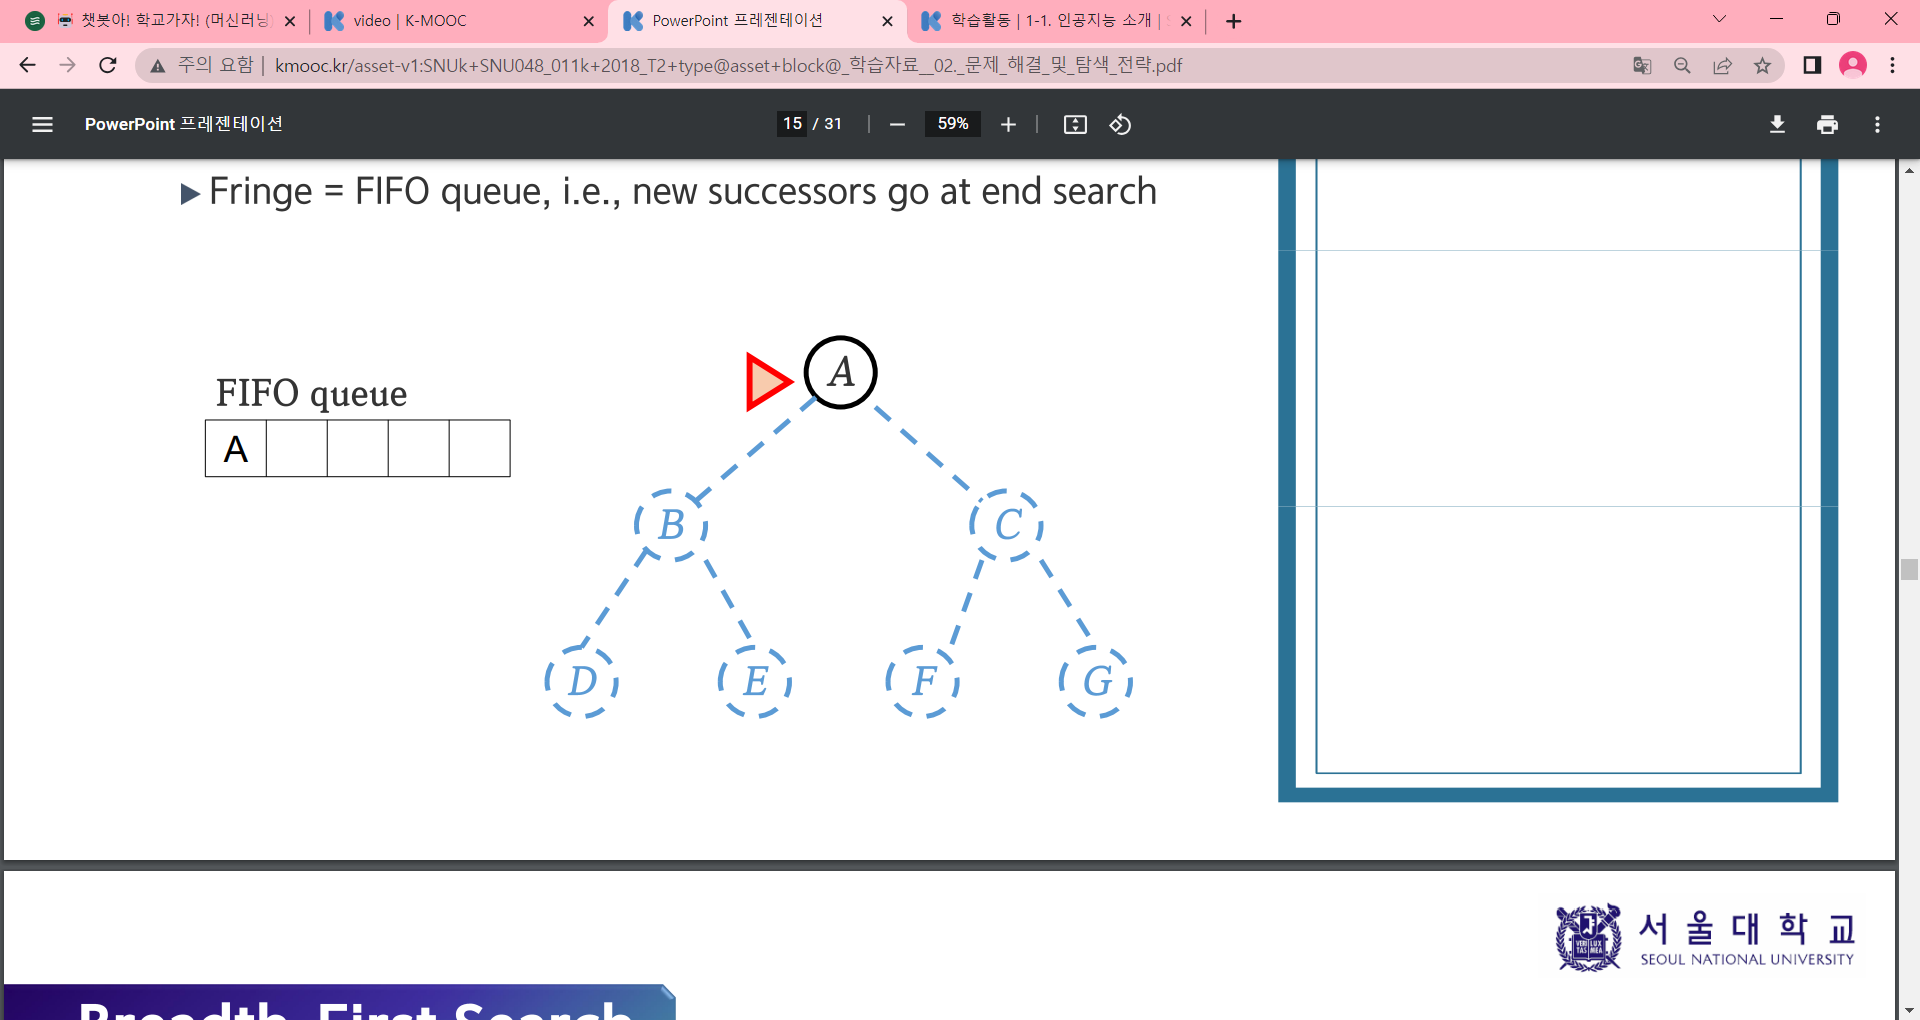 챗봇아! 학교가자! (머신러닝
video | K-MOOC
PowerPoint 프레젠테이션
학습활동 | 1-1. 인공지능 소개 |
주의 요함 | kmooc.kr/asset-v1:SNUk+SNU048_011k+2018_T2+type@asset+block@_학습자료__02._문제_해결_및_탐색_전략.pdf
PowerPoint 프레젠테이션
15 / 31
59%
▶ Fringe = FIFO queue, i.e., new successors go at end search
FIFO queue
A
A
B
C
D
E
F
G
VERI LUX TAS MEA
서울대학교
SEOUL NATIONAL UNIVERSITY
Breadth-First Search